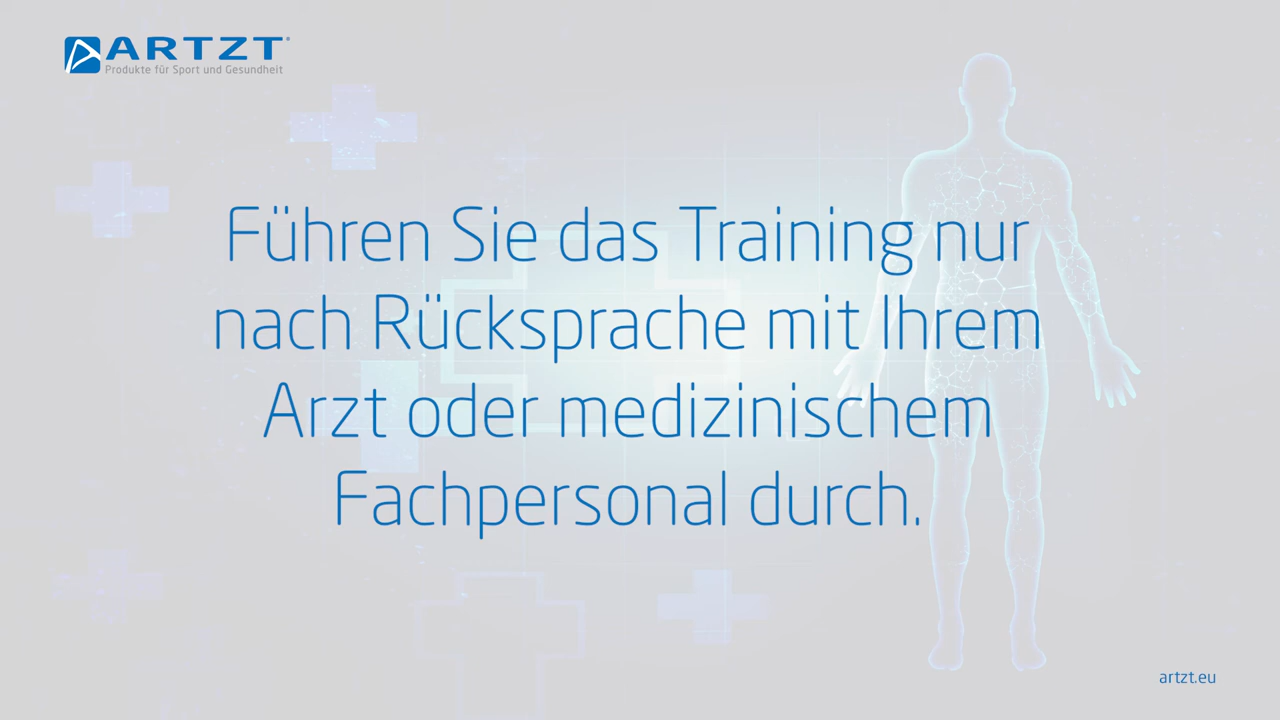 ARTZT®
Produkte für Sport und Gesundheit
Führen Sie das Training nur
nach Rücksprache mit Ihrem
Arzt oder medizinischem
Fachpersonal durch.
artzt.eu